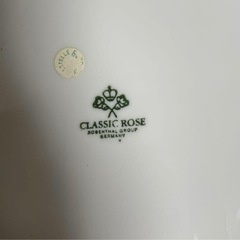 CLASSIC ROSE
ROSENTHAL GROUP
GERMANY